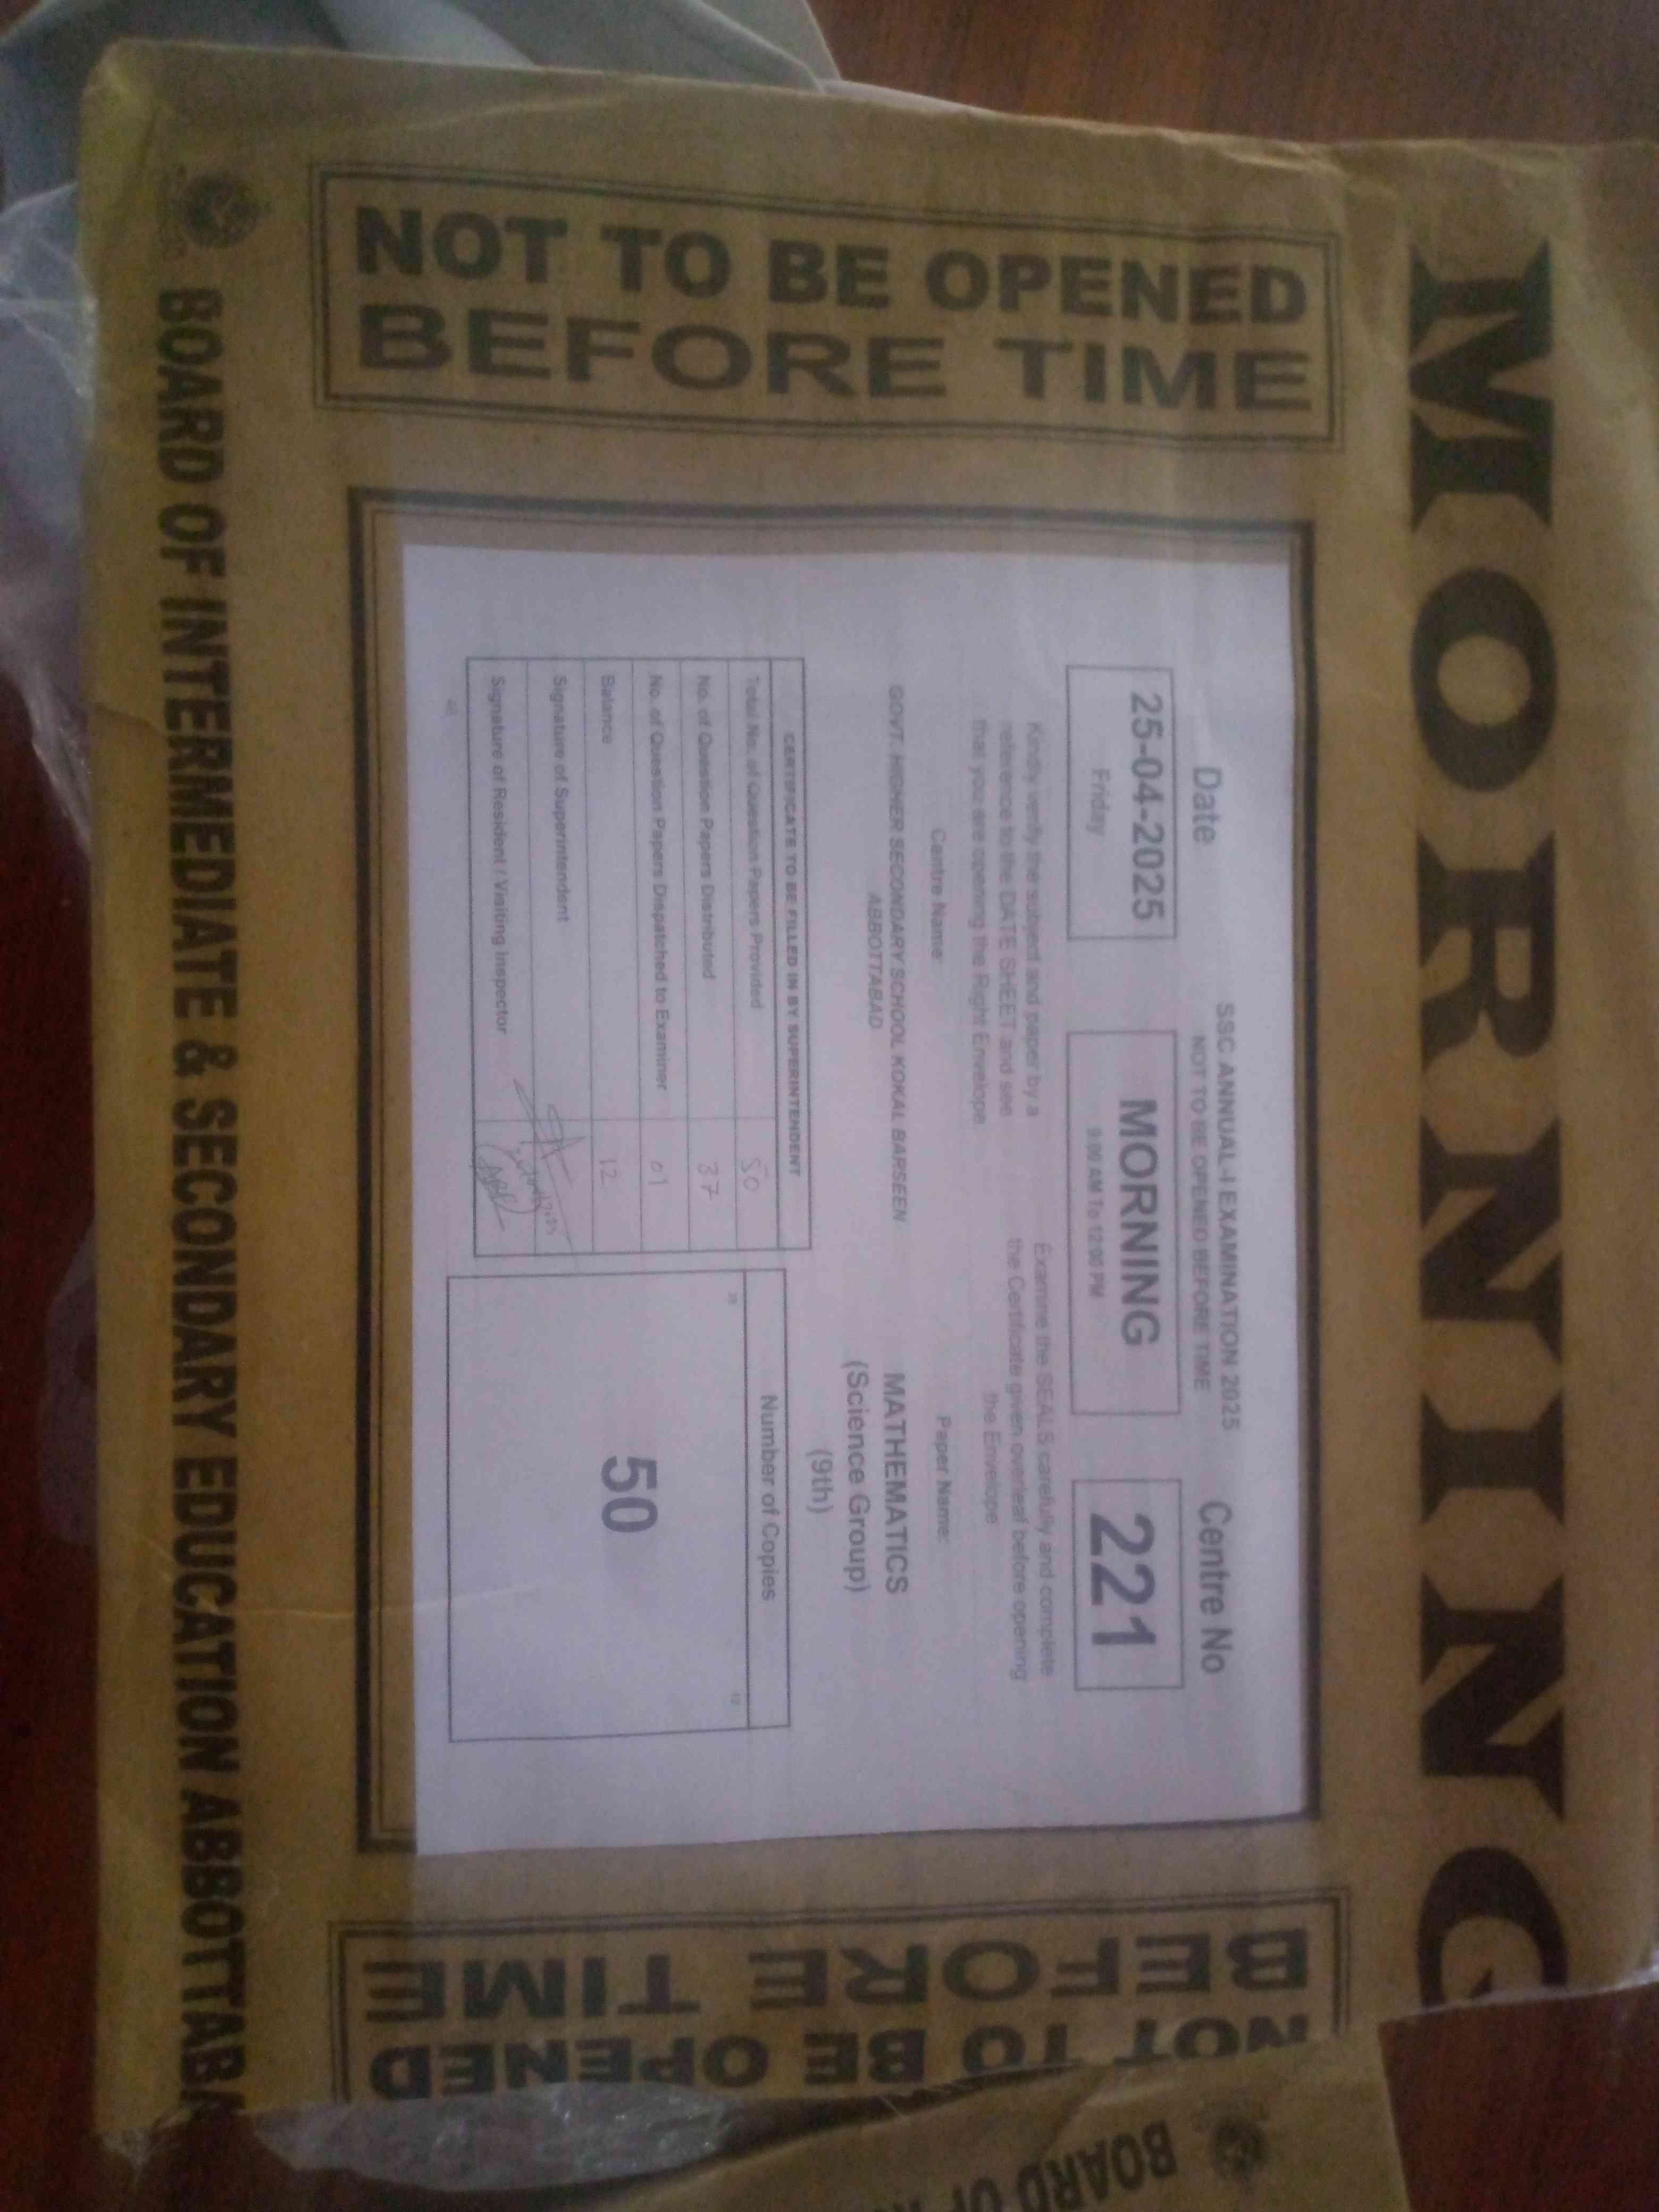 MORNING
NOT TO BE OPENED
BEFORE TIME
SSC ANNUAL-I EXAMINATION 2025
NOT TO BE OPENED BEFORE TIME
Date
Centre No
25-04-2025
Friday
MORNING
9:00 AM To 12:00 PM
221
Kindly verify the subject and paper by a
reference to the DATE SHEET and see
that you are opening the Right Envelope
Examine the SEALS carefully and complete
the Certificate given overleaf before opening
the Envelope
Centre Name:
Paper Name:
GOVT. HIGHER SECONDARY SCHOOL KOKAL BARSEEN
ABBOTTABAD
MATHEMATICS
(Science Group)
(9th)
CERTIFICATE TO BE FILLED IN BY SUPERINTENDENT
Total No. of Question Papers Provided 50
No. of Question Papers Distributed 37
No. of Question Papers Dispatched to Examiner 01
Balance 12
Signature of Superintendent
Signature of Resident / Visiting Inspector
Number of Copies
50
NOT TO BE OPENED
BEFORE
TIME
BOARD OF INTERMEDIATE & SECONDARY EDUCATION ABBOTTABA
BOARD OF